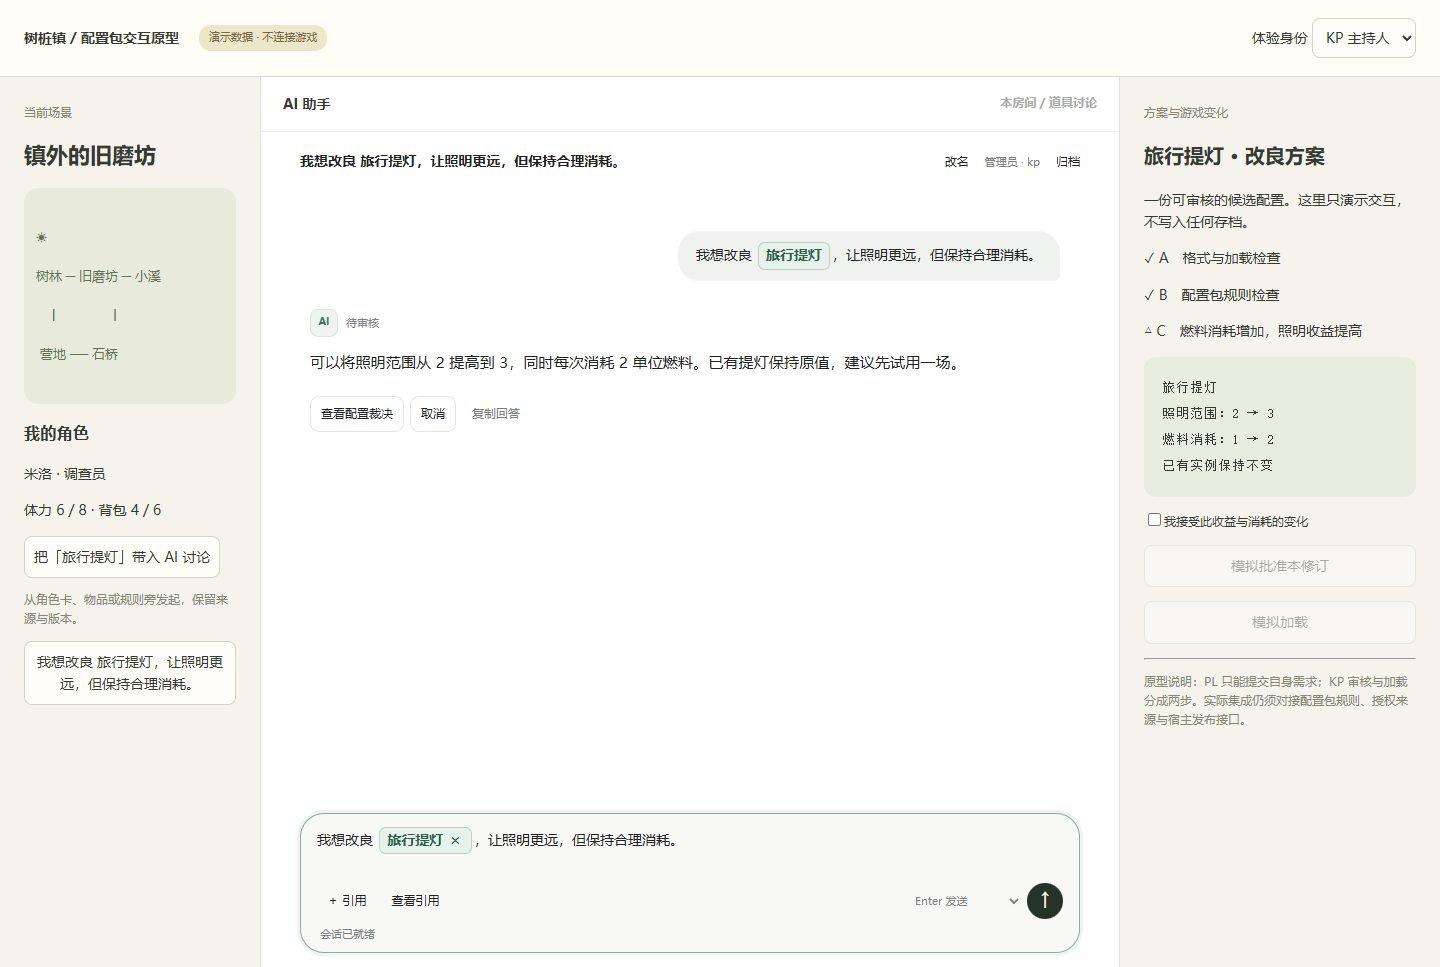 树桩镇 / 配置包交互原型
演示数据 · 不连接游戏
体验身份
KP 主持人
当前场景
镇外的旧磨坊
☀
树林 ─ 旧磨坊 ─ 小溪
|       |
营地 ── 石桥
我的角色
米洛 · 调查员
体力 6 / 8 · 背包 4 / 6
把「旅行提灯」带入 AI 讨论
从角色卡、物品或规则旁发起，保留来
源与版本。
我想改良 旅行提灯，让照明更
远，但保持合理消耗。
AI 助手
本房间 / 道具讨论
我想改良 旅行提灯，让照明更远，但保持合理消耗。
改名
管理员 · kp
归档
我想改良 旅行提灯 ，让照明更远，但保持合理消耗。
AI
待审核
可以将照明范围从 2 提高到 3，同时每次消耗 2 单位燃料。已有提灯保持原值，建议先试用一场。
查看配置裁决
取消
复制回答
我想改良 旅行提灯 × ，让照明更远，但保持合理消耗。
+ 引用
查看引用
Enter 发送
↑
会话已就绪
方案与游戏变化
旅行提灯 · 改良方案
一份可审核的候选配置。这里只演示交互，
不写入任何存档。
✓ A 格式与加载检查
✓ B 配置包规则检查
△ C 燃料消耗增加，照明收益提高
旅行提灯
照明范围：2 → 3
燃料消耗：1 → 2
已有实例保持不变
我接受此收益与消耗的变化
模拟批准本修订
模拟加载
原型说明：PL 只能提交自身需求；KP 审核与加载
分成两步。实际集成仍须对接配置包规则、授权来
源与宿主发布接口。